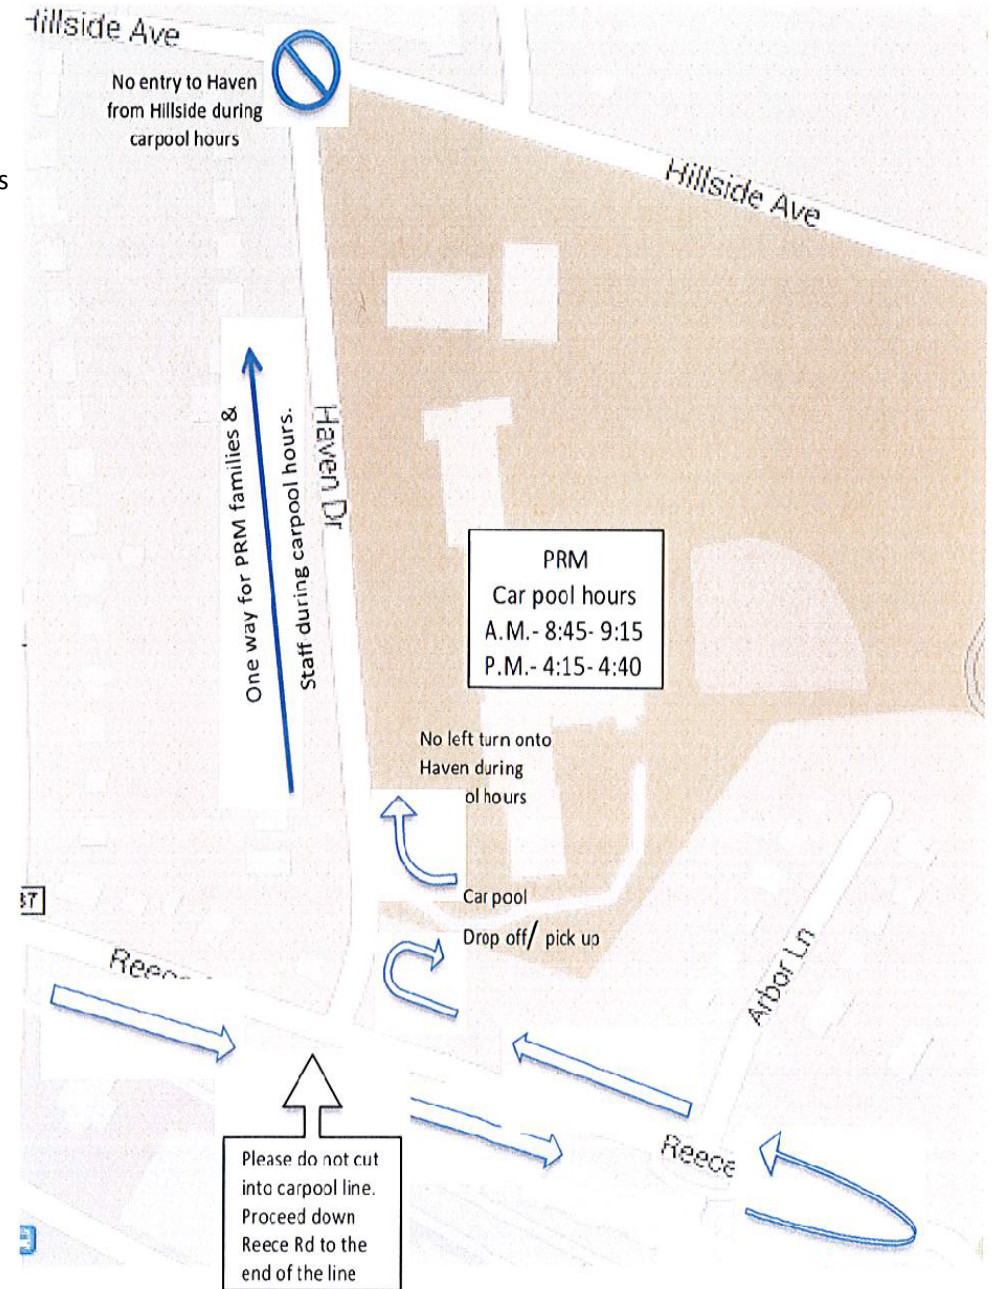 Hillside Ave
No entry to Haven
from Hillside during
carpool hours
s
Hillside Ave
One way for PRM families &
Staff during carpool hours.
Haven Dr
PRM
Car pool hours
A.M.- 8:45- 9:15
P.M.- 4:15- 4:40
No left turn onto
Haven during
ol hours
37
Car pool
Drop off/ pick up
Reece
Arbor Ln
Reece
Please do not cut
into carpool line.
Proceed down
Reece Rd to the
end of the line